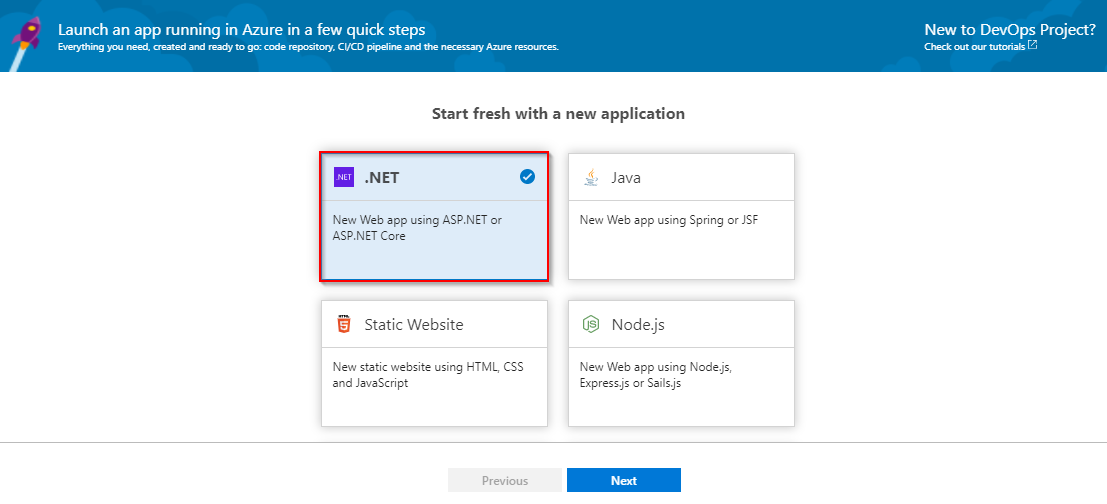 Launch an app running in Azure in a few quick steps
Everything you need, created and ready to go: code repository, CI/CD pipeline and the necessary Azure resources.
New to DevOps Project?
Check out our tutorials
Start fresh with a new application
.NET
.NET
New Web app using ASP.NET or
ASP.NET Core
Java
New Web app using Spring or JSF
HTML
5
Static Website
New static website using HTML, CSS
and JavaScript
JS
Node.js
New Web app using Node.js,
Express.js or Sails.js
Previous
Next